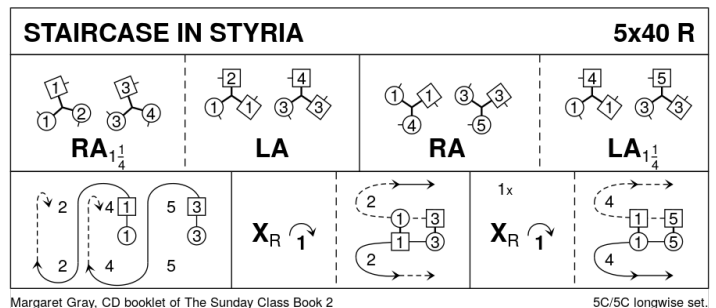 STAIRCASE IN STYRIA 5x40 R
1 3 2 4 4 5
1 2 3 4 1 1 3 3 1 1 3 3 1 1 3 3
4 5
RA1¼ LA RA LA1¼
1x
2 4 1 5 3 2 1 3 4 1 5
1 3 XR 1 1 3 XR 1 1 5
2 4 5 2 4
Margaret Gray, CD booklet of The Sunday Class Book 2 5C/5C longwise set.